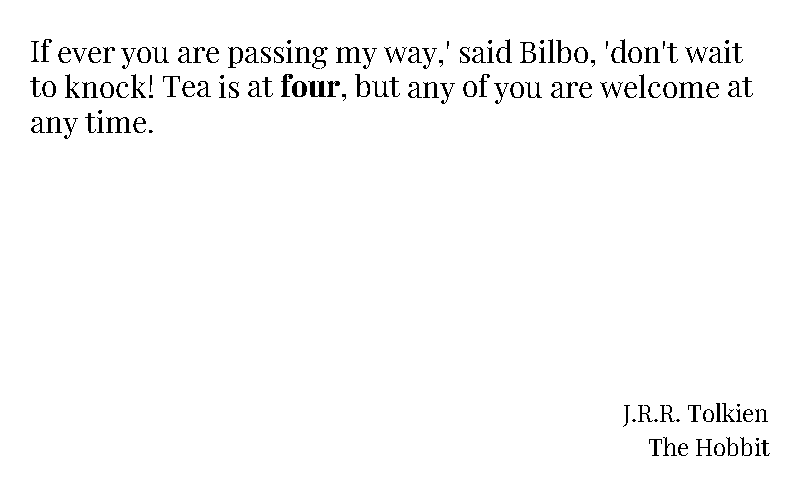 If ever you are passing my way,' said Bilbo, 'don't wait
to knock! Tea is at four, but any of you are welcome at
any time.
J.R.R. Tolkien
The Hobbit